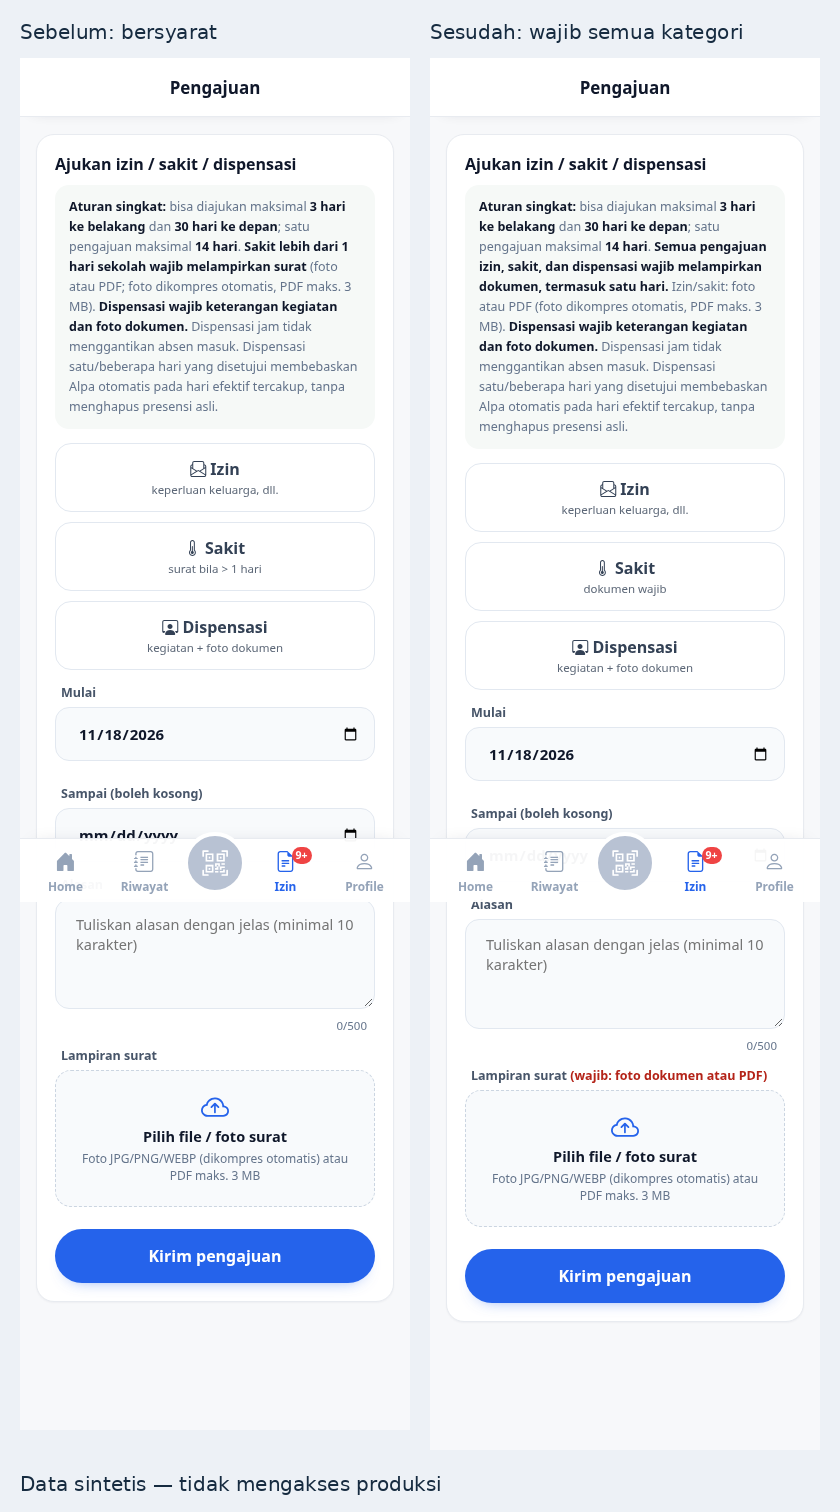 Sebelum: bersyarat
Pengajuan
Ajukan izin / sakit / dispensasi
Aturan singkat: bisa diajukan maksimal 3 hari
ke belakang dan 30 hari ke depan; satu
pengajuan maksimal 14 hari. Sakit lebih dari 1
hari sekolah wajib melampirkan surat (foto
atau PDF; foto dikompres otomatis, PDF maks. 3
MB). Dispensasi wajib keterangan kegiatan
dan foto dokumen. Dispensasi jam tidak
menggantikan absen masuk. Dispensasi
satu/beberapa hari yang disetujui membebaskan
Alpa otomatis pada hari efektif tercakup, tanpa
menghapus presensi asli.
Izin
keperluan keluarga, dll.
Sakit
surat bila > 1 hari
Dispensasi
kegiatan + foto dokumen
Mulai
11/18/2026
Sampai (boleh kosong)
mm/dd/yyyy
Home
Riwayat
9+
Izin
Profile
Tuliskan alasan dengan jelas (minimal 10
karakter)
0/500
Lampiran surat
Pilih file / foto surat
Foto JPG/PNG/WEBP (dikompres otomatis) atau
PDF maks. 3 MB
Kirim pengajuan
Sesudah: wajib semua kategori
Pengajuan
Ajukan izin / sakit / dispensasi
Aturan singkat: bisa diajukan maksimal 3 hari
ke belakang dan 30 hari ke depan; satu
pengajuan maksimal 14 hari. Semua pengajuan
izin, sakit, dan dispensasi wajib melampirkan
dokumen, termasuk satu hari. Izin/sakit: foto
atau PDF (foto dikompres otomatis, PDF maks. 3
MB). Dispensasi wajib keterangan kegiatan
dan foto dokumen. Dispensasi jam tidak
menggantikan absen masuk. Dispensasi
satu/beberapa hari yang disetujui membebaskan
Alpa otomatis pada hari efektif tercakup, tanpa
menghapus presensi asli.
Izin
keperluan keluarga, dll.
Sakit
dokumen wajib
Dispensasi
kegiatan + foto dokumen
Mulai
11/18/2026
Sampai (boleh kosong)
mm/dd/yyyy
Home
Riwayat
9+
Izin
Profile
Alasan
Tuliskan alasan dengan jelas (minimal 10
karakter)
0/500
Lampiran surat (wajib: foto dokumen atau PDF)
Pilih file / foto surat
Foto JPG/PNG/WEBP (dikompres otomatis) atau
PDF maks. 3 MB
Kirim pengajuan
Data sintetis — tidak mengakses produksi